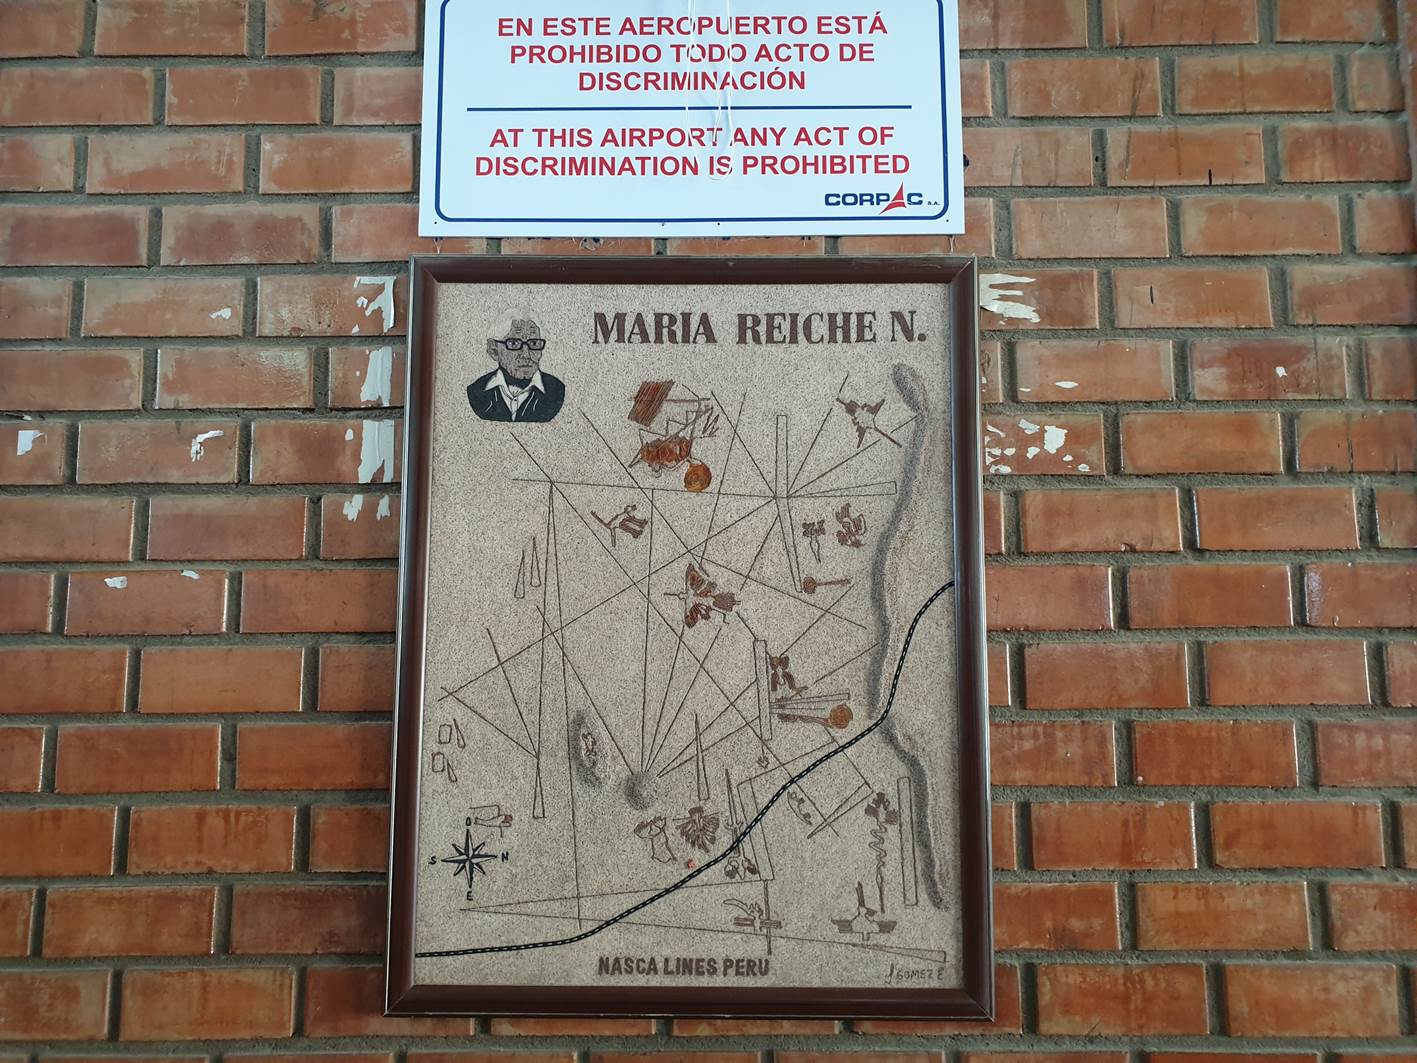 EN ESTE AEROPUERTO ESTÁ
PROHIBIDO TODO ACTO DE
DISCRIMINACIÓN
AT THIS AIRPORT ANY ACT OF
DISCRIMINATION IS PROHIBITED
CORPAC S.A.
MARIA REICHE N.
O
S N
E
NASCA LINES PERU
J GOMEZ E